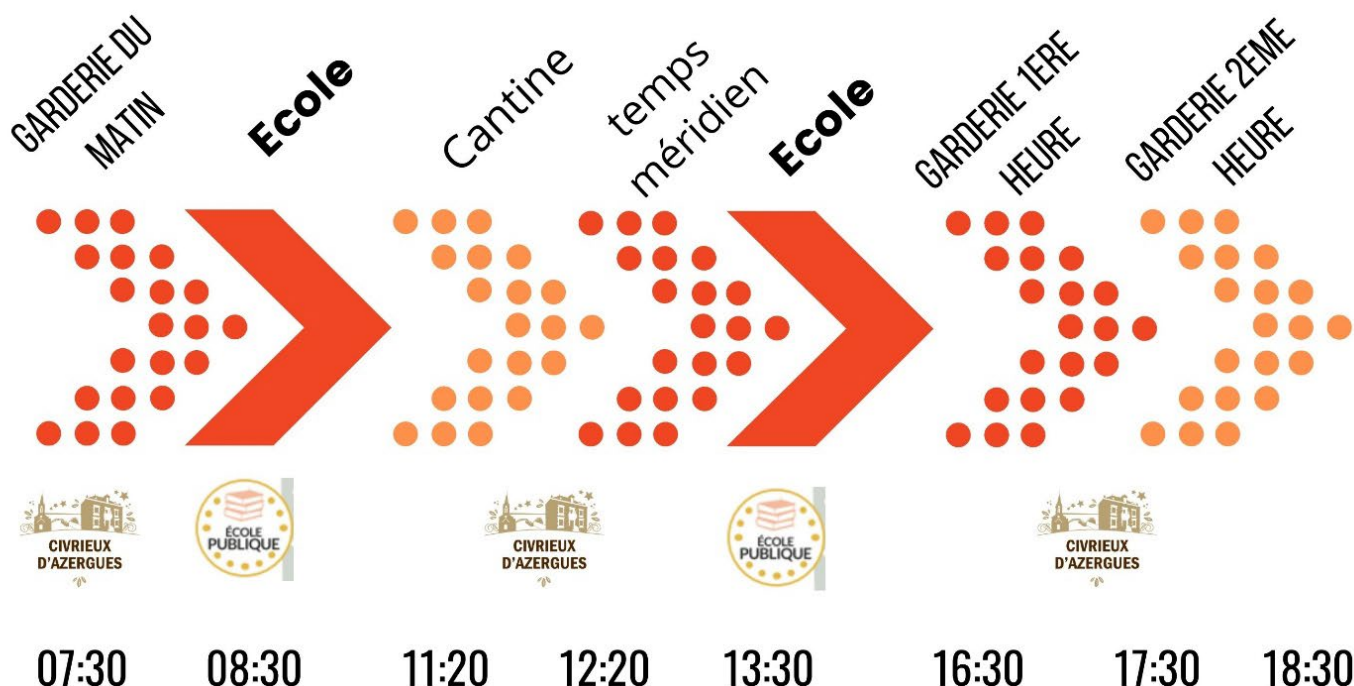 GARDERIE DU
MATIN
Ecole
Cantine
temps
méridien
Ecole
GARDERIE 1ERE
HEURE
GARDERIE 2EME
HEURE
CIVRIEUX
D'AZERGUES
ÉCOLE
PUBLIQUE
CIVRIEUX
D'AZERGUES
ÉCOLE
PUBLIQUE
CIVRIEUX
D'AZERGUES
07:30 08:30 11:20 12:20 13:30 16:30 17:30 18:30